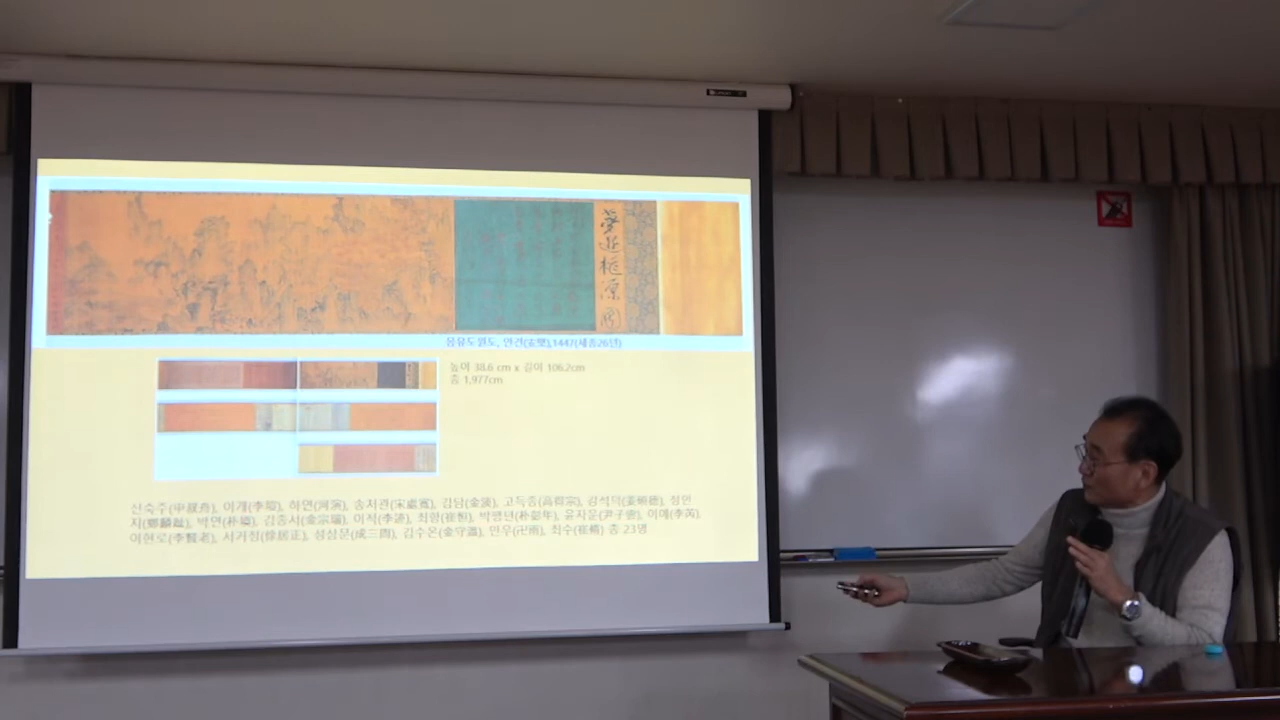 夢遊桃源圖
몽유도원도, 안견(安堅),1447(세종26년)
높이 38.6 cm x 길이 106.2cm
총 1,977cm
신숙주(申叔舟), 이개(李塏), 하연(河演), 송처관(宋處寬), 김담(金淡), 고득종(高得宗), 강석덕(姜碩德), 정인
지(鄭麟趾), 박연(朴堧), 김종서(金宗瑞), 이적(李迹), 최항(崔恒), 박팽년(朴彭年), 윤자운(尹子雲), 이예(李芮),
이현로(李賢老), 서거정(徐居正), 성삼문(成三問), 김수온(金守溫), 만우(卍雨), 최수(崔脩) 총 23명